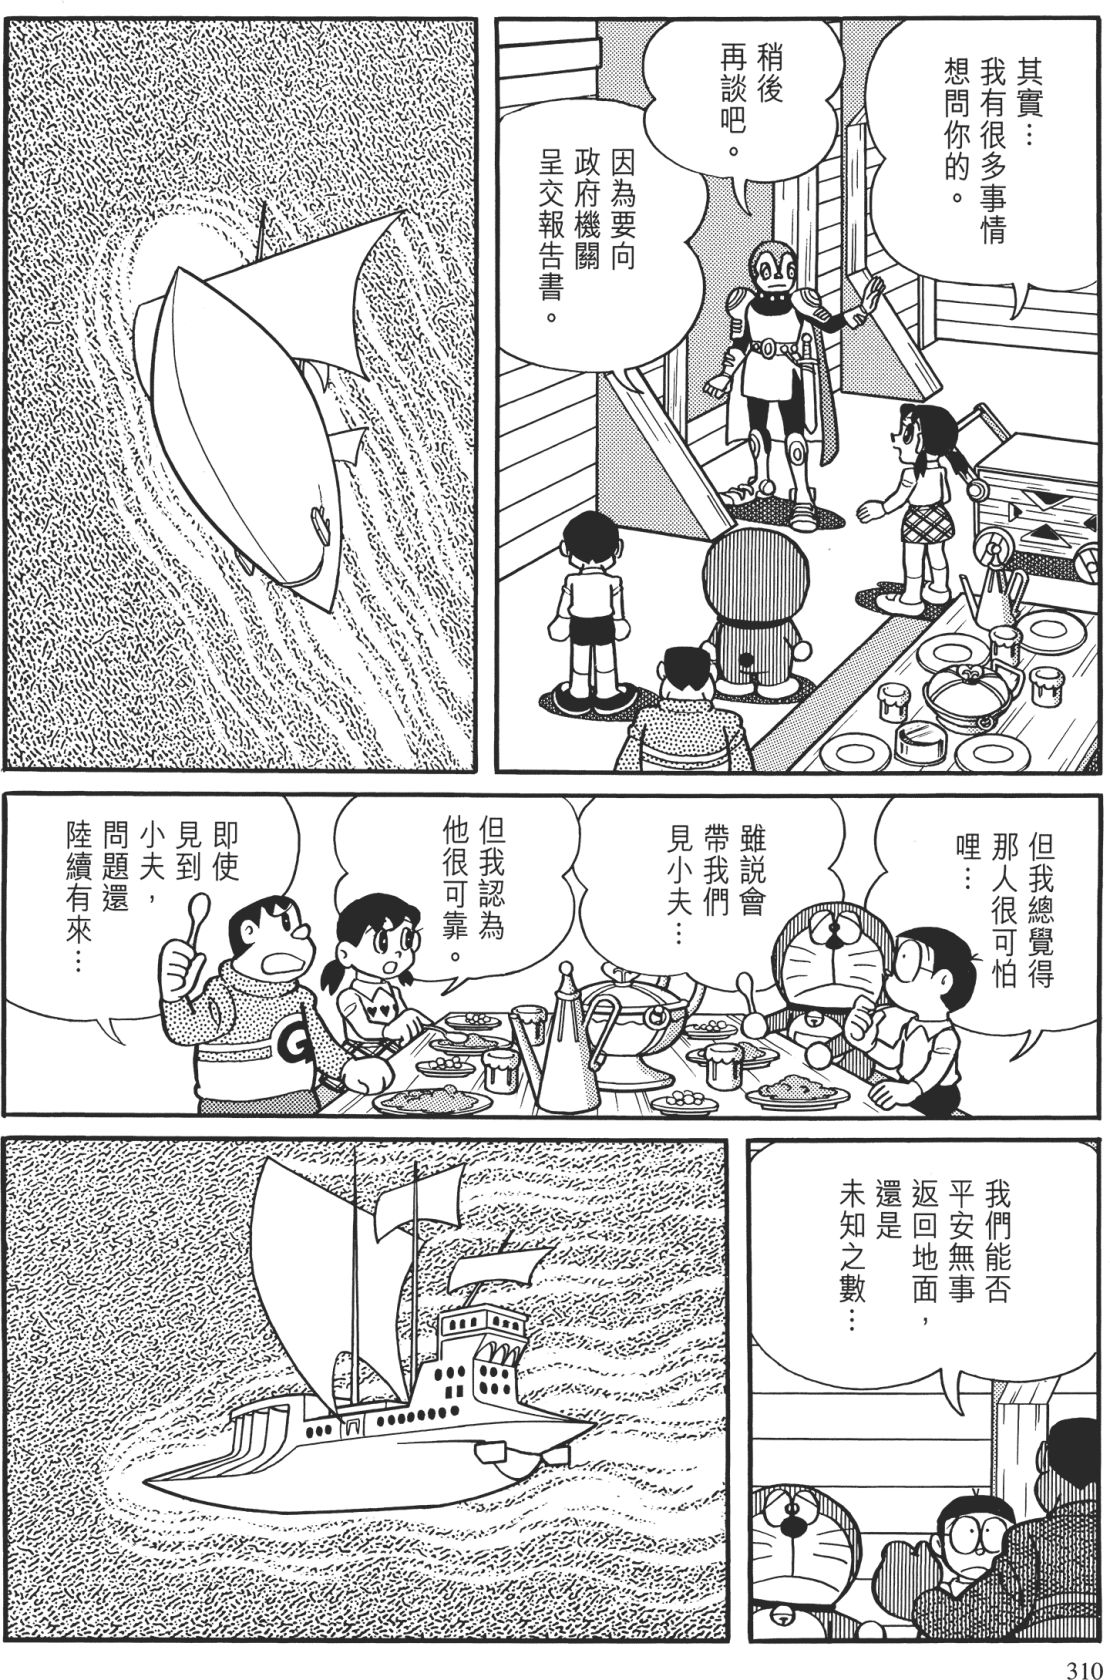 其實…
我有很多事情
想問你的。
稍後
再談吧。
因為要向
政府機關
呈交報告書。
但我總覺得
那人很可怕
哩…
雖説會
帶我們
見小夫…
但我認為
他很可靠。
即使
見到
小夫，
問題還
陸續有來…
G
我們能否
平安無事
返回地面，
還是
未知之數…
310